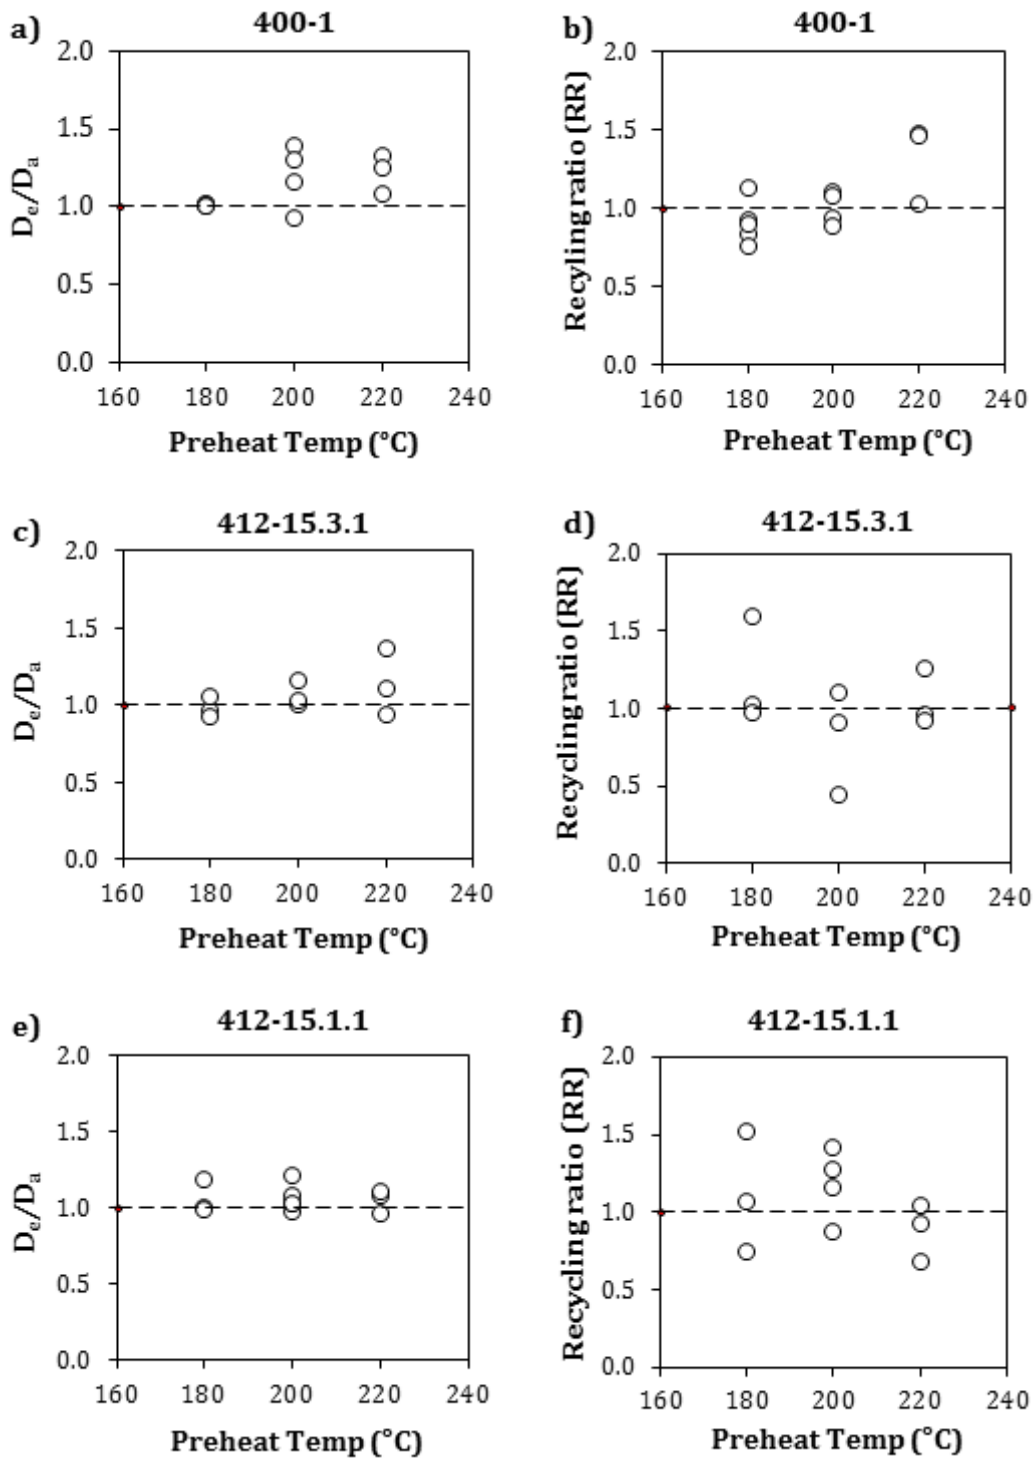 a) 400-1
2.0
1.5
1.0
0.5
0.0
De/Da
160 180 200 220 240
Preheat Temp (°C)
b) 400-1
2.0
1.5
1.0
0.5
0.0
Recyling ratio (RR)
160 180 200 220 240
Preheat Temp (°C)
c) 412-15.3.1
2.0
1.5
1.0
0.5
0.0
De/Da
160 180 200 220 240
Preheat Temp (°C)
d) 412-15.3.1
2.0
1.5
1.0
0.5
0.0
Recycling ratio (RR)
160 180 200 220 240
Preheat Temp (°C)
e) 412-15.1.1
2.0
1.5
1.0
0.5
0.0
De/Da
160 180 200 220 240
Preheat Temp (°C)
f) 412-15.1.1
2.0
1.5
1.0
0.5
0.0
Recycling ratio (RR)
160 180 200 220 240
Preheat Temp (°C)